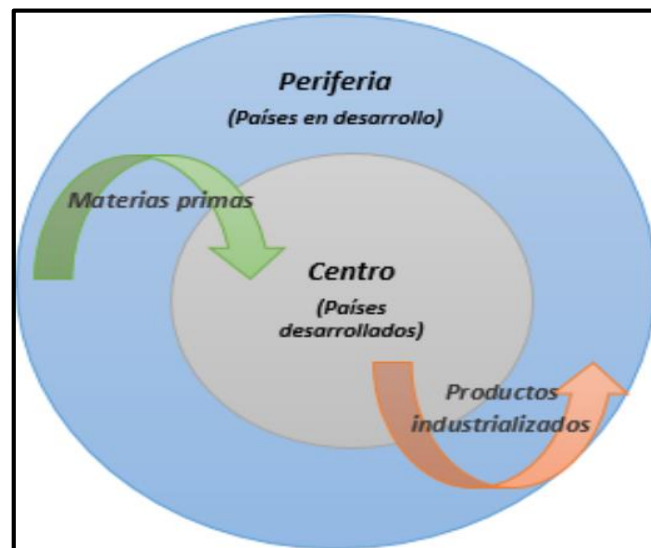 Periferia
(Países en desarrollo)
Materias primas
Centro
(Países
desarrollados)
Productos
industrializados